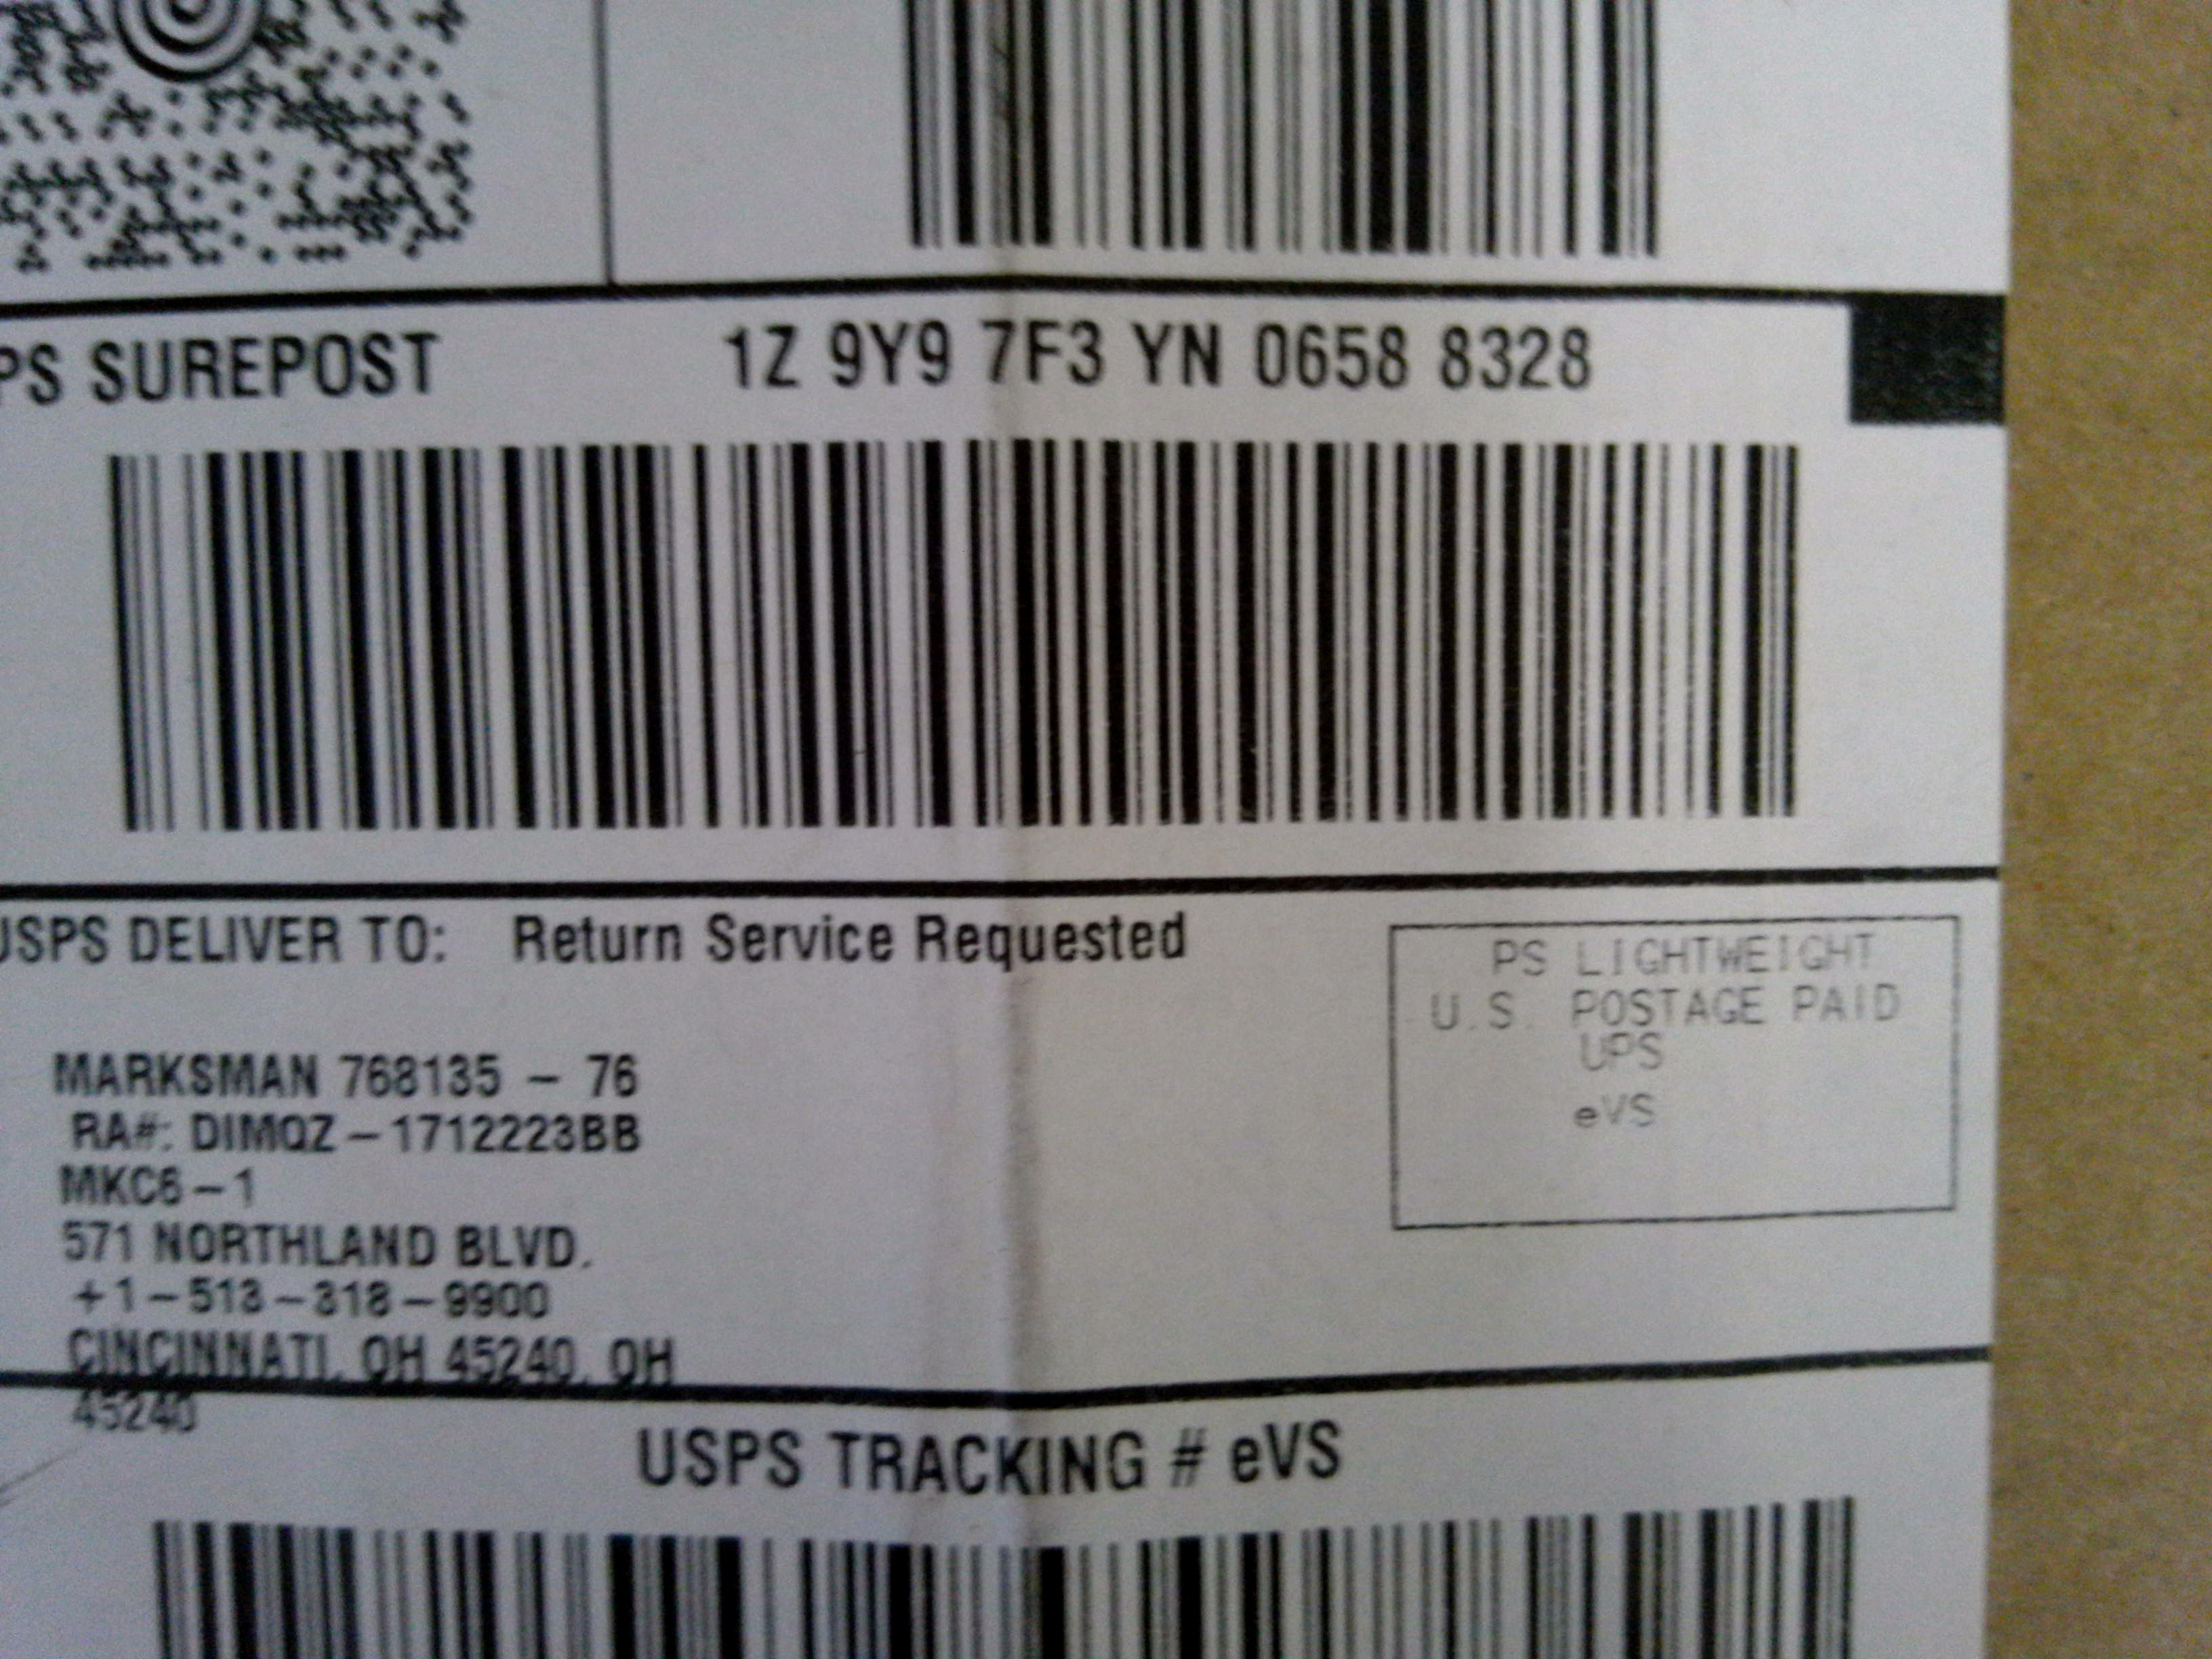 PS SUREPOST 1Z 9Y9 7F3 YN 0658 8328
USPS DELIVER TO: Return Service Requested
PS LIGHTWEIGHT
U.S. POSTAGE PAID
UPS
eVS
MARKSMAN 768135 – 76
RA#: DIMQZ–1712223BB
MKC6–1
571 NORTHLAND BLVD.
+1–513–318–9900
CINCINNATI, OH 45240, OH
45240
USPS TRACKING # eVS